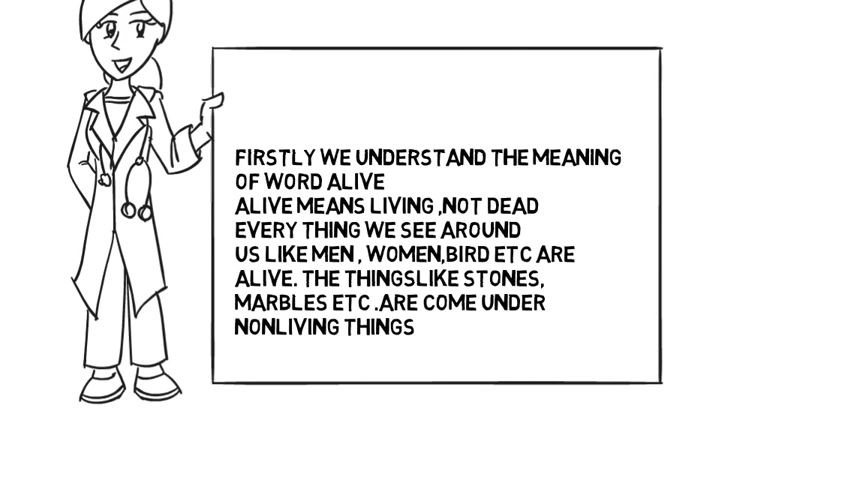 FIRSTLY WE UNDERSTAND THE MEANING
OF WORD ALIVE
ALIVE MEANS LIVING ,NOT DEAD
EVERY THING WE SEE AROUND
US LIKE MEN , WOMEN,BIRD ETC ARE
ALIVE. THE THINGSLIKE STONES,
MARBLES ETC .ARE COME UNDER
NONLIVING THINGS